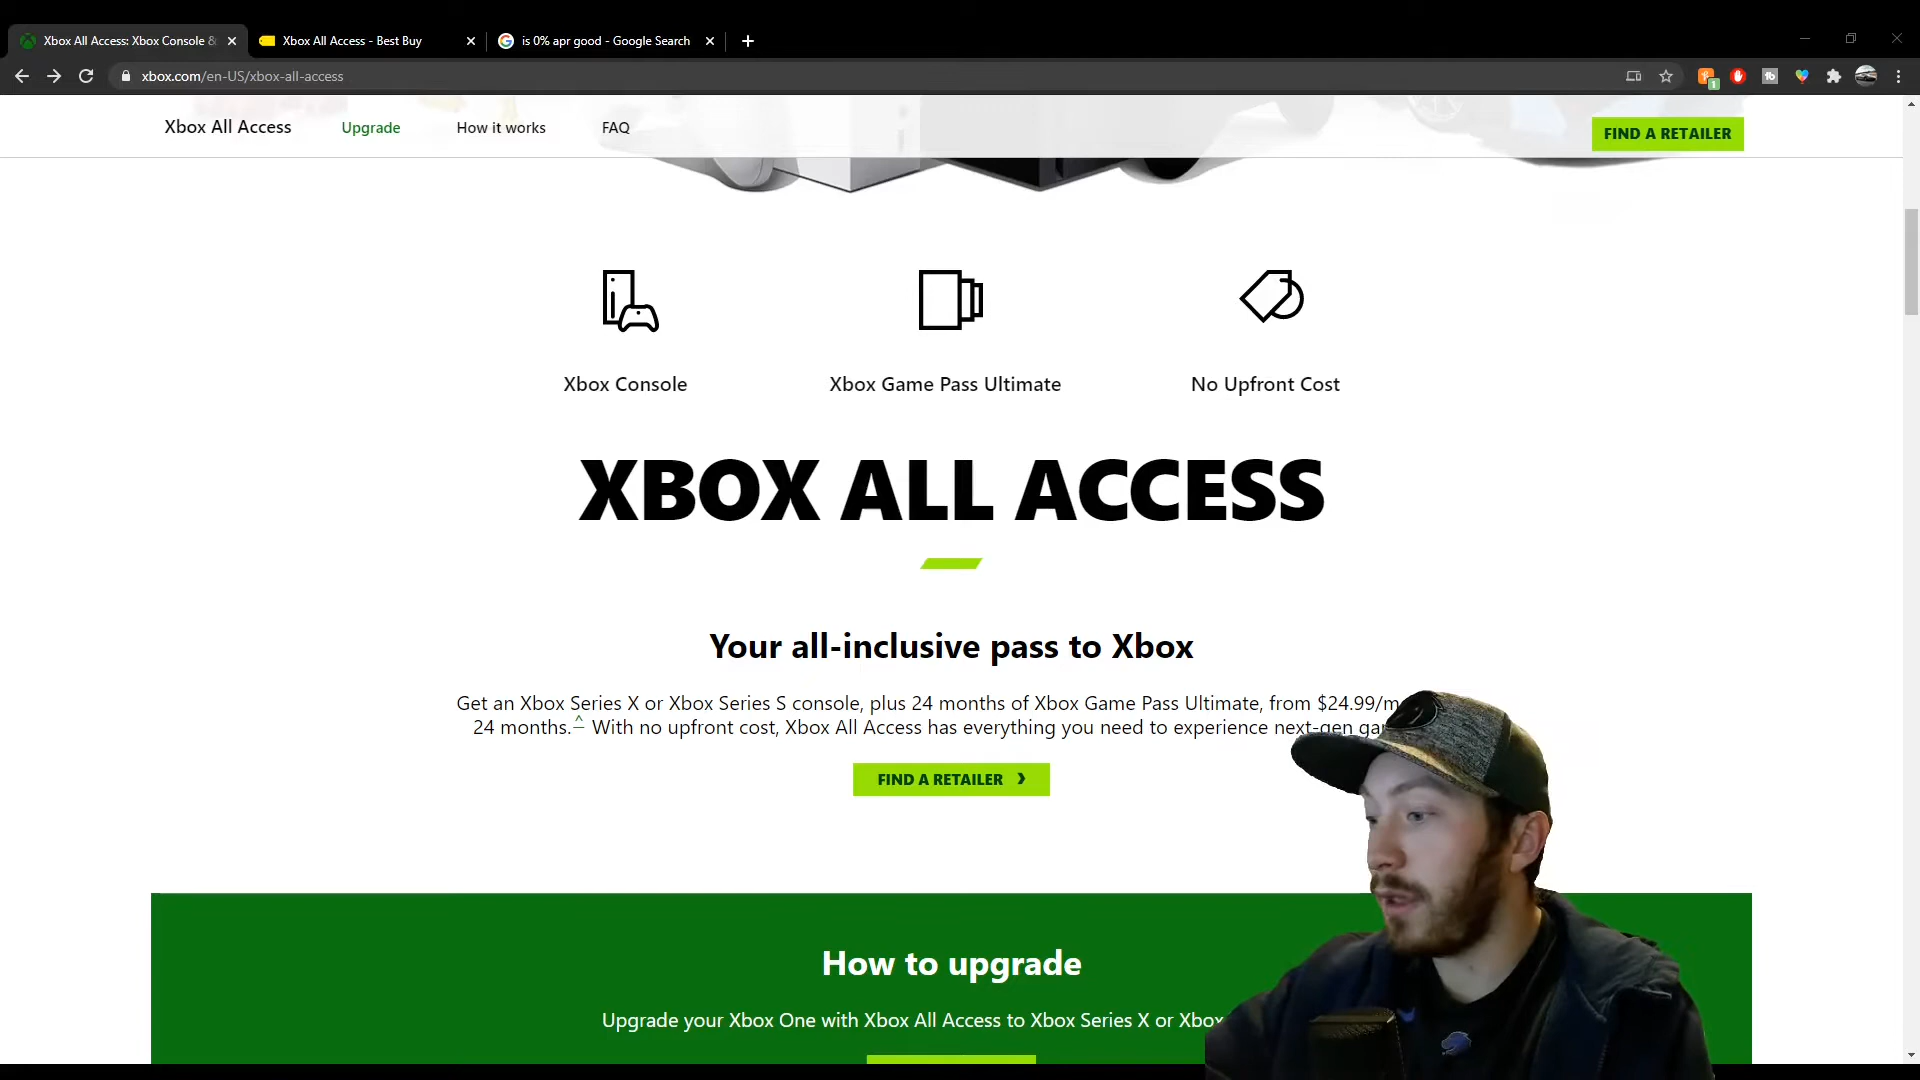 Xbox All Access: Xbox Console &
Xbox All Access - Best Buy
is 0% apr good - Google Search
xbox.com/en-US/xbox-all-access
1
tb
Xbox All Access
Upgrade
How it works
FAQ
FIND A RETAILER
Xbox Console
Xbox Game Pass Ultimate
No Upfront Cost
XBOX ALL ACCESS
Your all-inclusive pass to Xbox
Get an Xbox Series X or Xbox Series S console, plus 24 months of Xbox Game Pass Ultimate, from $24.99/m
24 months.^ With no upfront cost, Xbox All Access has everything you need to experience next-gen ga
FIND A RETAILER
How to upgrade
Upgrade your Xbox One with Xbox All Access to Xbox Series X or Xbox